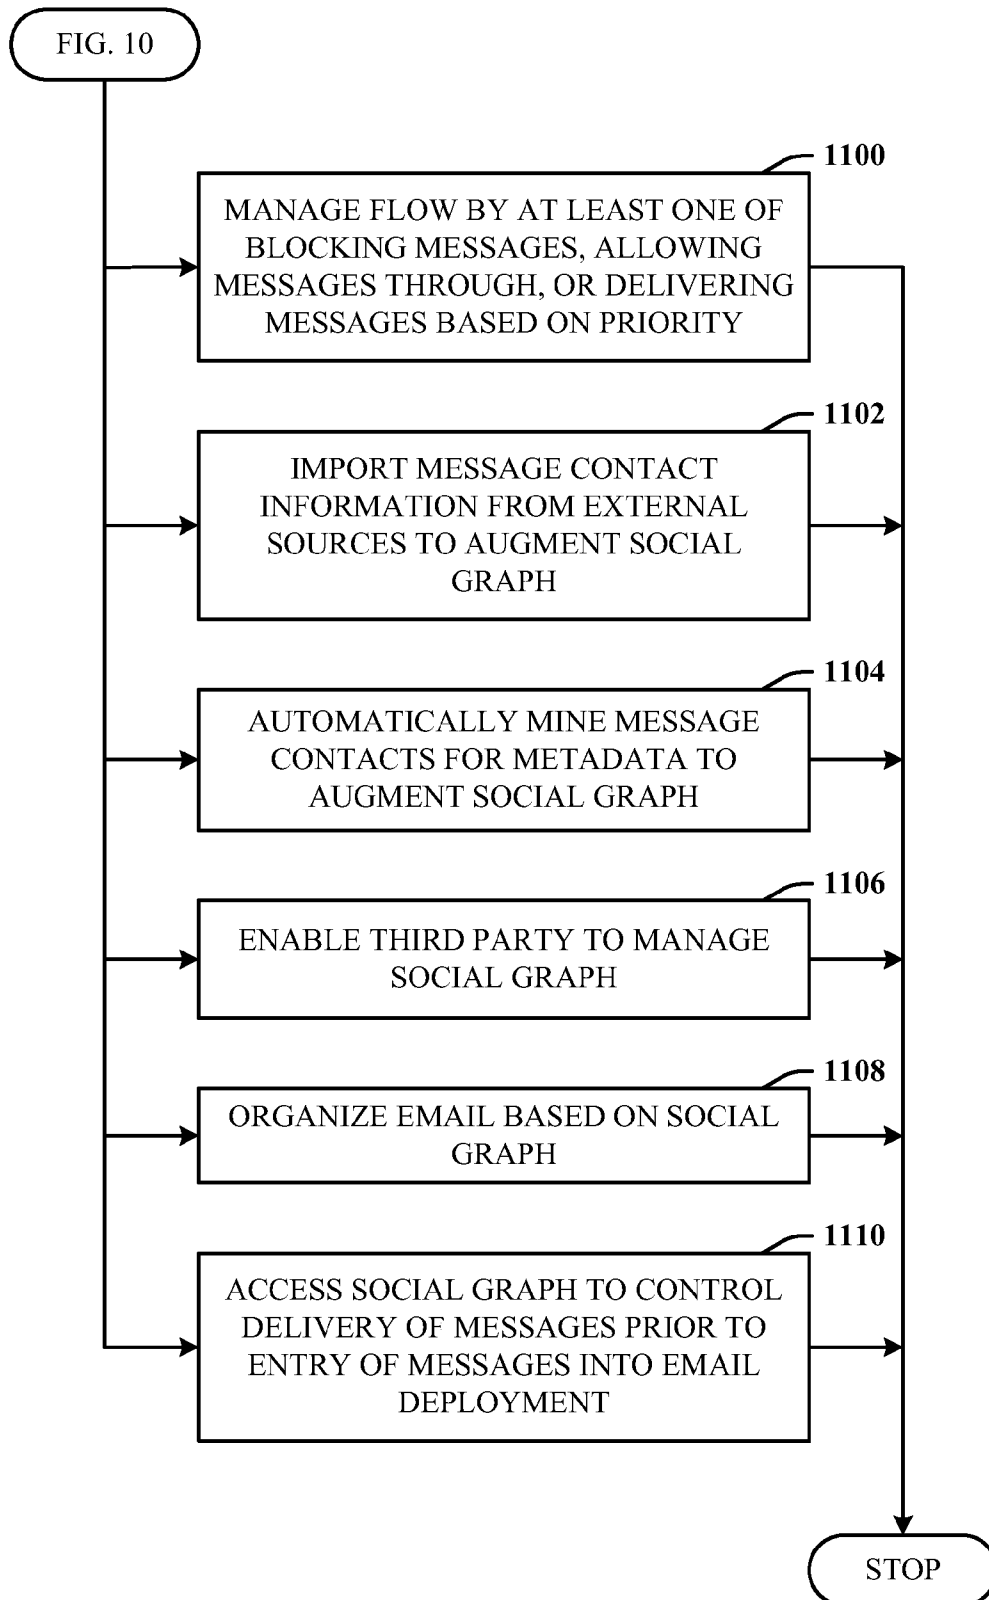 FIG. 10
1100
MANAGE FLOW BY AT LEAST ONE OF
BLOCKING MESSAGES, ALLOWING
MESSAGES THROUGH, OR DELIVERING
MESSAGES BASED ON PRIORITY
1102
IMPORT MESSAGE CONTACT
INFORMATION FROM EXTERNAL
SOURCES TO AUGMENT SOCIAL
GRAPH
1104
AUTOMATICALLY MINE MESSAGE
CONTACTS FOR METADATA TO
AUGMENT SOCIAL GRAPH
1106
ENABLE THIRD PARTY TO MANAGE
SOCIAL GRAPH
1108
ORGANIZE EMAIL BASED ON SOCIAL
GRAPH
1110
ACCESS SOCIAL GRAPH TO CONTROL
DELIVERY OF MESSAGES PRIOR TO
ENTRY OF MESSAGES INTO EMAIL
DEPLOYMENT
STOP